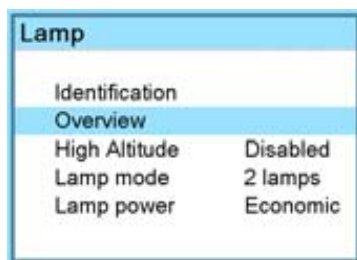 Lamp
Identification
Overview
High Altitude Disabled
Lamp mode 2 lamps
Lamp power Economic